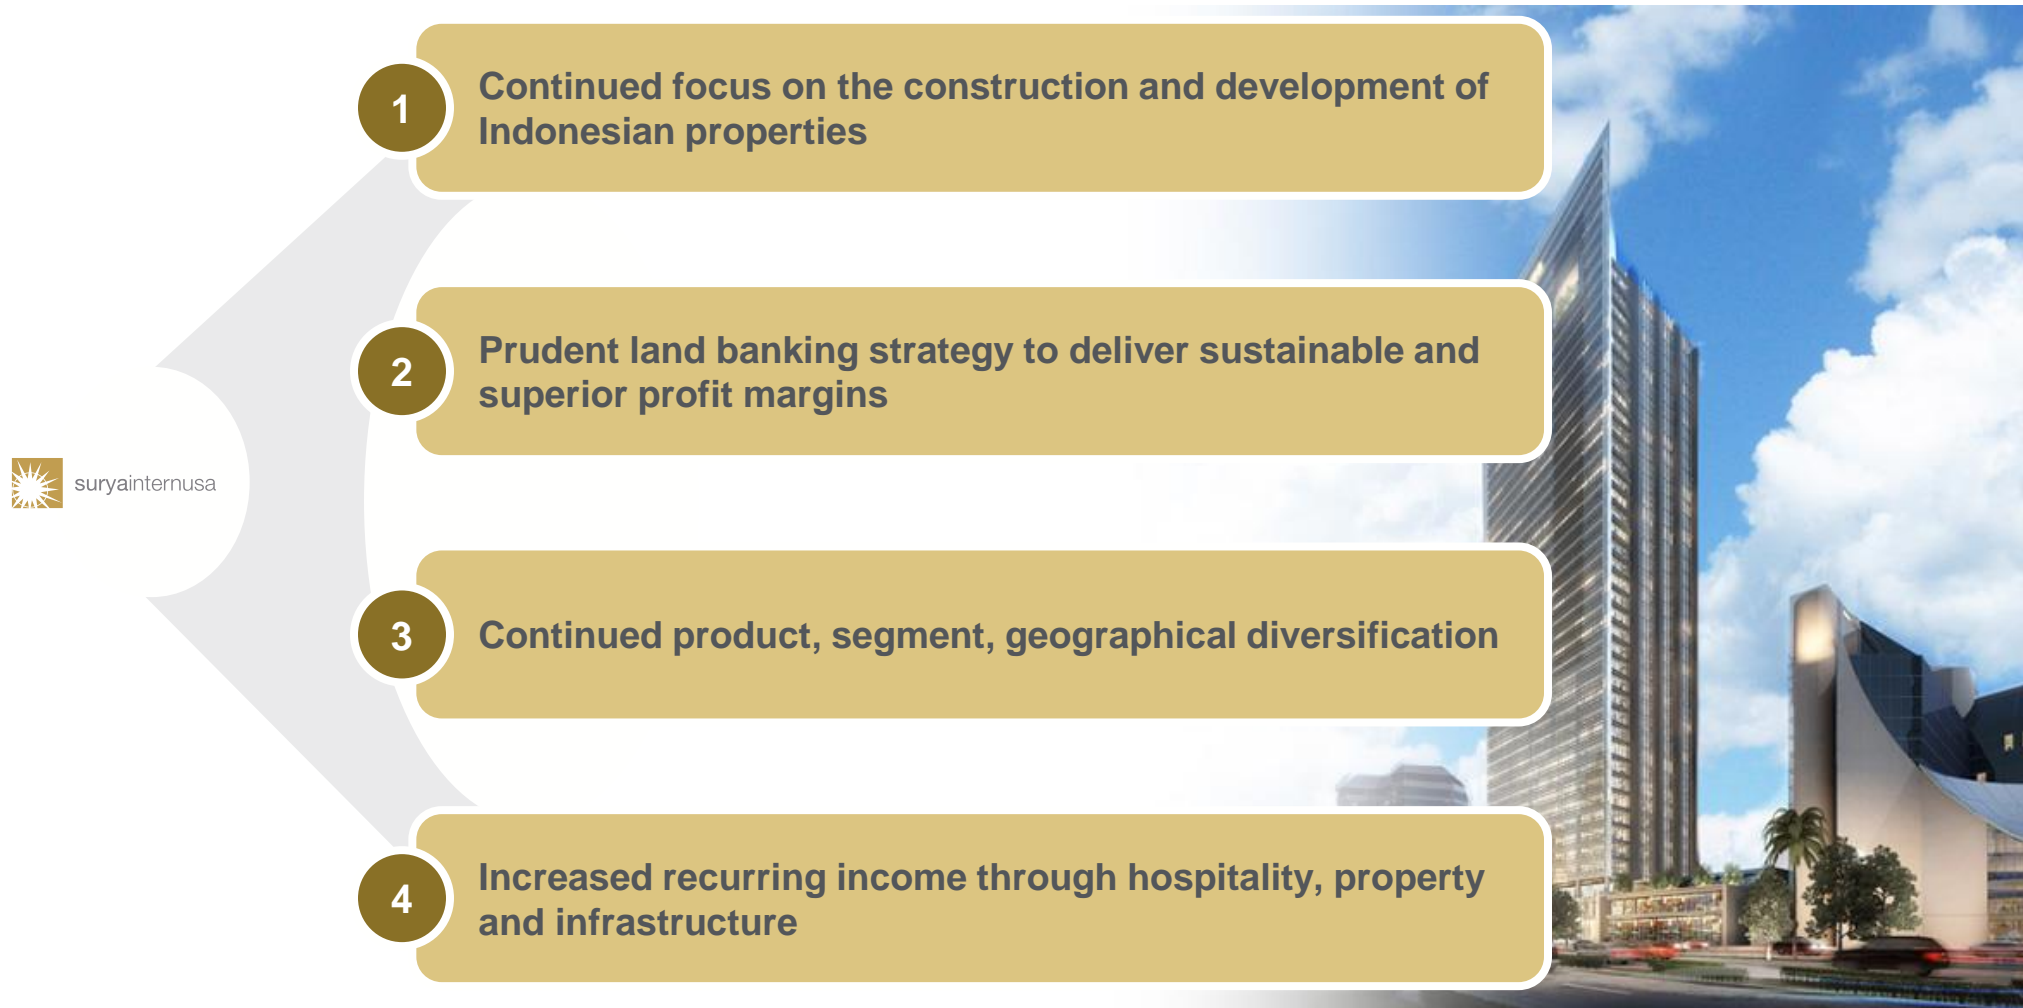 1
Continued focus on the construction and development of
Indonesian properties
2
Prudent land banking strategy to deliver sustainable and
superior profit margins
suryainternusa
3
Continued product, segment, geographical diversification
4
Increased recurring income through hospitality, property
and infrastructure